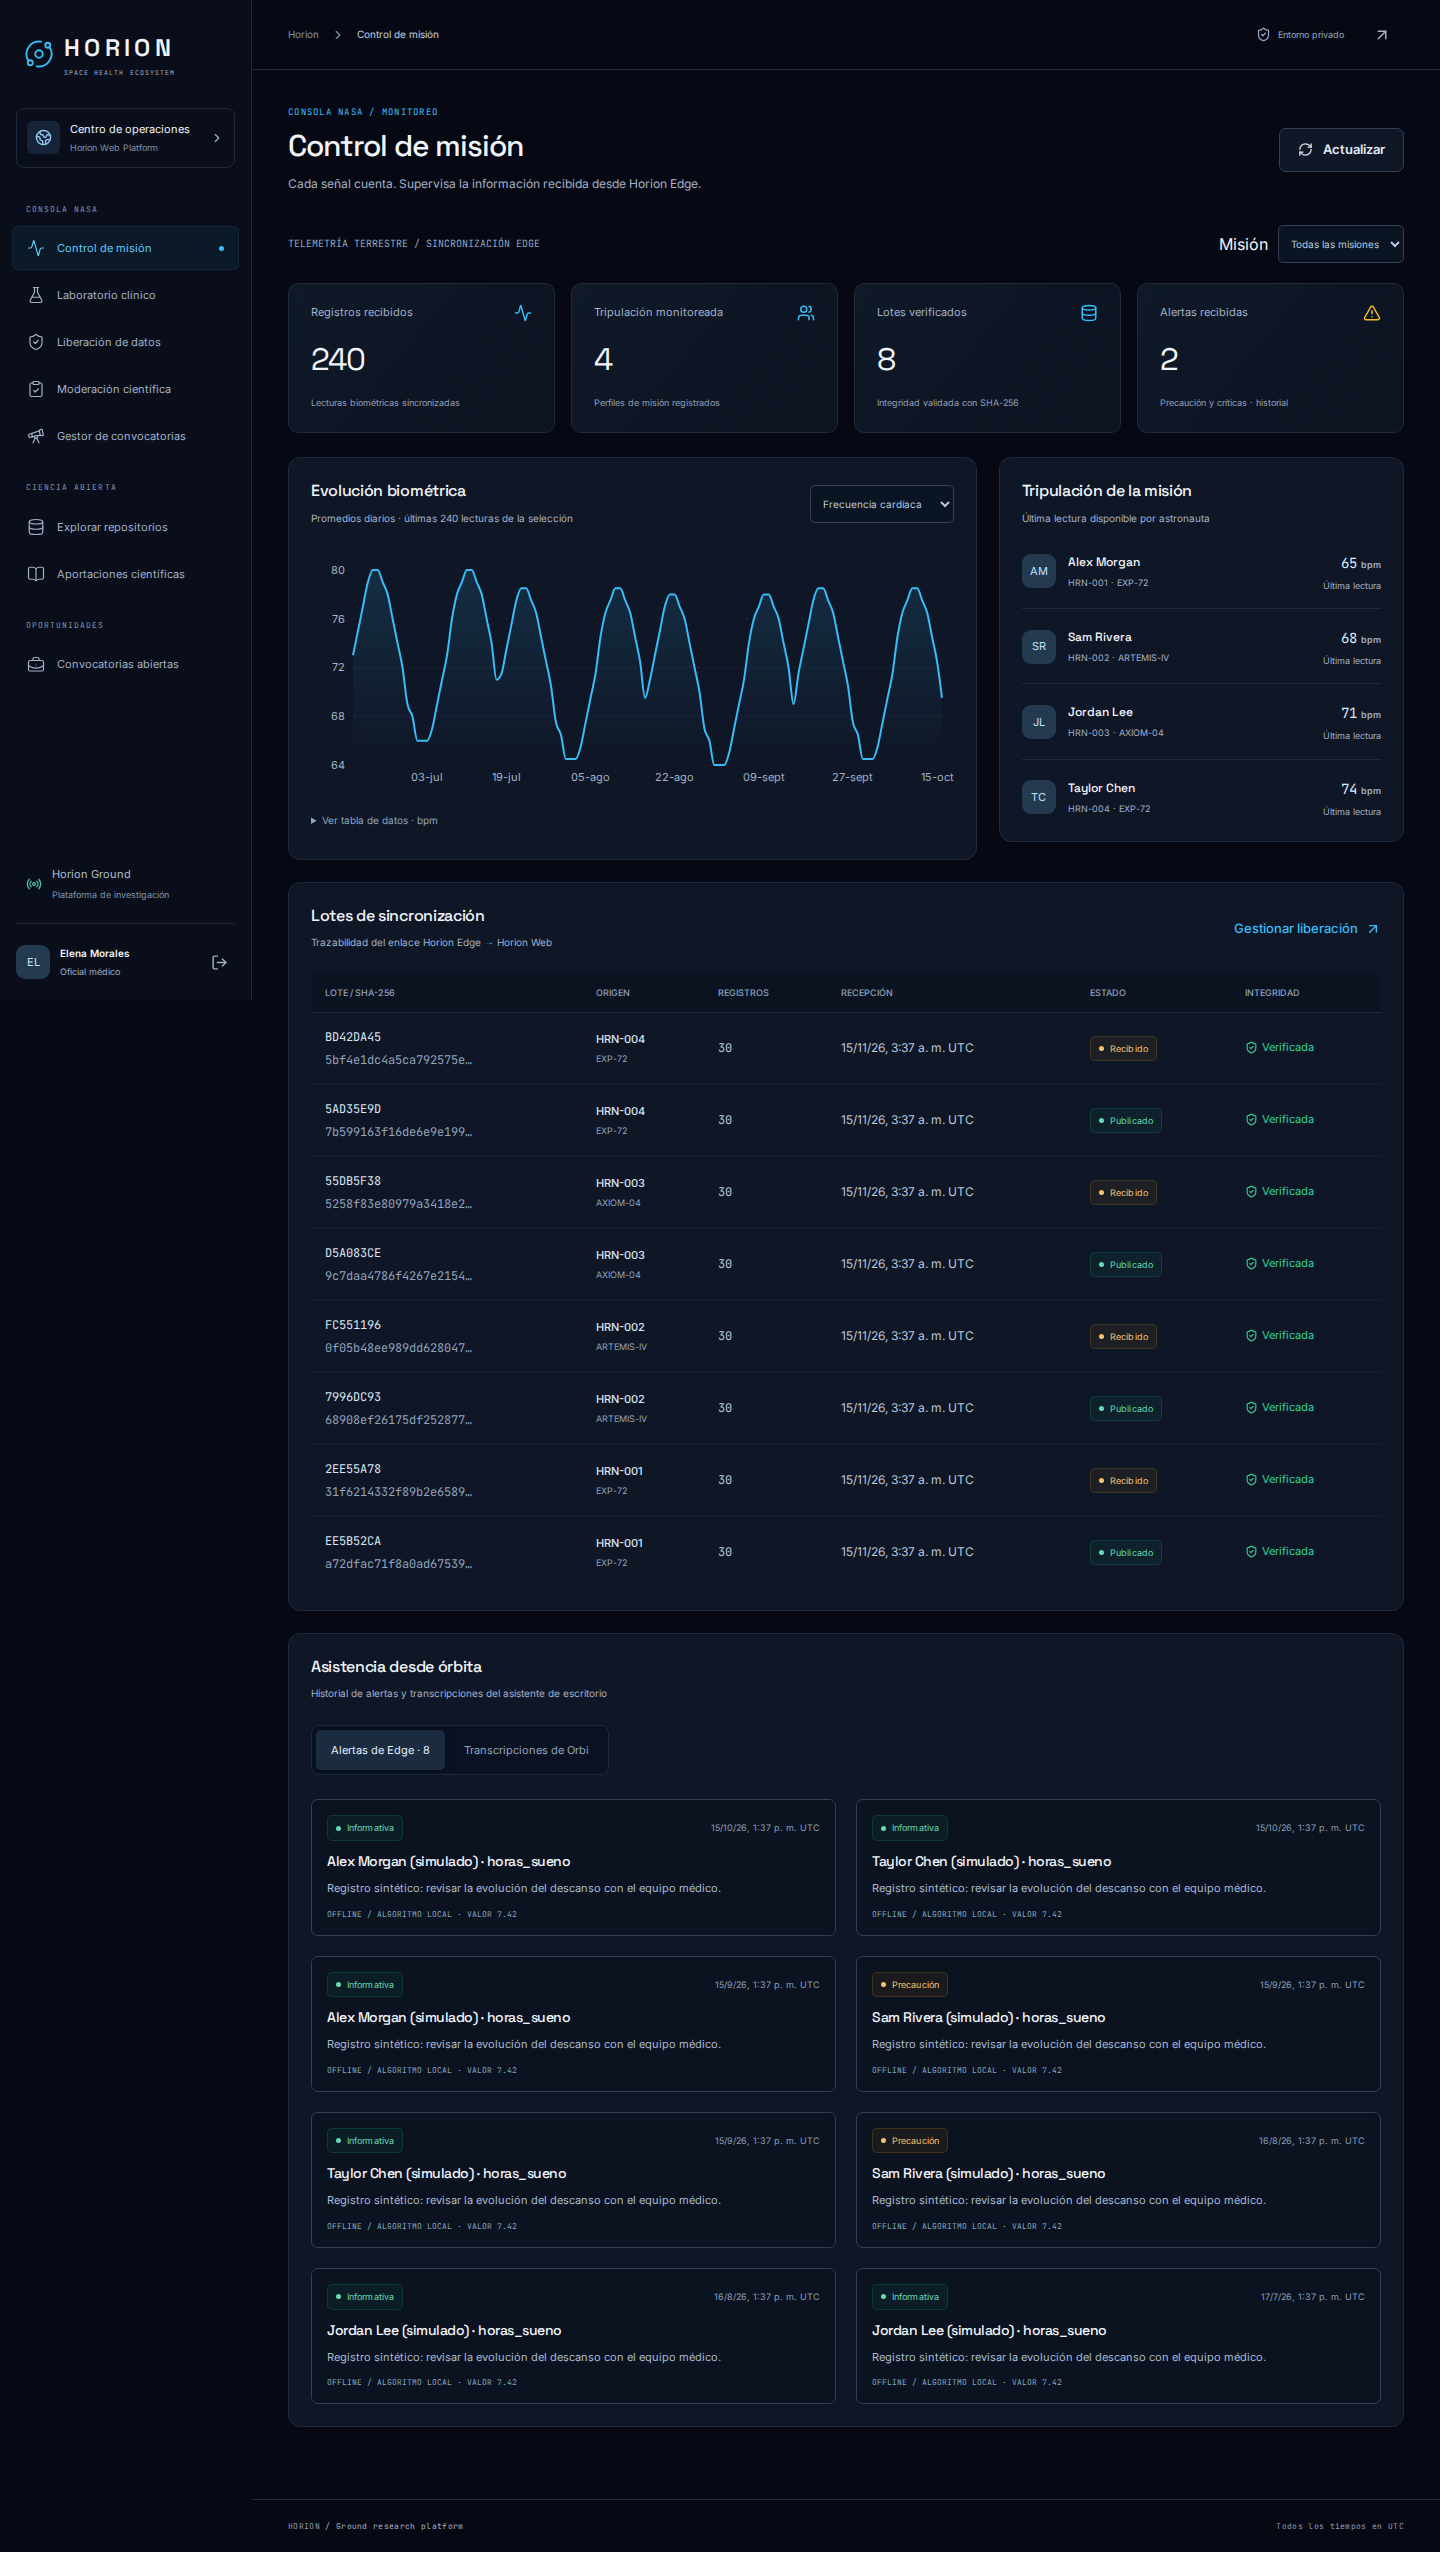 HORION
SPACE HEALTH ECOSYSTEM
Centro de operaciones
Horion Web Platform
CONSOLA NASA
Control de misión
Laboratorio clínico
Liberación de datos
Moderación científica
Gestor de convocatorias
CIENCIA ABIERTA
Explorar repositorios
Aportaciones científicas
OPORTUNIDADES
Convocatorias abiertas
Horion Ground
Plataforma de investigación
EL
Elena Morales
Oficial médico
Horion > Control de misión
Entorno privado
CONSOLA NASA / MONITOREO
Control de misión
Cada señal cuenta. Supervisa la información recibida desde Horion Edge.
Actualizar
TELEMETRÍA TERRESTRE / SINCRONIZACIÓN EDGE
Misión Todas las misiones
Registros recibidos
240
Lecturas biométricas sincronizadas
Tripulación monitoreada
4
Perfiles de misión registrados
Lotes verificados
8
Integridad validada con SHA-256
Alertas recibidas
2
Precaución y críticas · historial
Evolución biométrica
Promedios diarios · últimas 240 lecturas de la selección
Frecuencia cardíaca
80
76
72
68
64
03-jul 19-jul 05-ago 22-ago 09-sept 27-sept 15-oct
▶ Ver tabla de datos · bpm
Tripulación de la misión
Última lectura disponible por astronauta
AM
Alex Morgan
HRN-001 · EXP-72
65 bpm
Última lectura
SR
Sam Rivera
HRN-002 · ARTEMIS-IV
68 bpm
Última lectura
JL
Jordan Lee
HRN-003 · AXIOM-04
71 bpm
Última lectura
TC
Taylor Chen
HRN-004 · EXP-72
74 bpm
Última lectura
Lotes de sincronización
Trazabilidad del enlace Horion Edge → Horion Web
Gestionar liberación
LOTE / SHA-256 ORIGEN REGISTROS RECEPCIÓN ESTADO INTEGRIDAD
BD42DA45
5bf4e1dc4a5ca792575e…
HRN-004
EXP-72
30
15/11/26, 3:37 a. m. UTC
Recibido
Verificada
5AD35E9D
7b599163f16de6e9e199…
HRN-004
EXP-72
30
15/11/26, 3:37 a. m. UTC
Publicado
Verificada
55DB5F38
5258f83e80979a3418e2…
HRN-003
AXIOM-04
30
15/11/26, 3:37 a. m. UTC
Recibido
Verificada
D5A083CE
9c7daa4786f4267e2154…
HRN-003
AXIOM-04
30
15/11/26, 3:37 a. m. UTC
Publicado
Verificada
FC551196
0f05b48ee989dd628047…
HRN-002
ARTEMIS-IV
30
15/11/26, 3:37 a. m. UTC
Recibido
Verificada
7996DC93
68908ef26175df252877…
HRN-002
ARTEMIS-IV
30
15/11/26, 3:37 a. m. UTC
Publicado
Verificada
2EE55A78
31f6214332f89b2e6589…
HRN-001
EXP-72
30
15/11/26, 3:37 a. m. UTC
Recibido
Verificada
EE5B52CA
a72dfac71f8a0ad67539…
HRN-001
EXP-72
30
15/11/26, 3:37 a. m. UTC
Publicado
Verificada
Asistencia desde órbita
Historial de alertas y transcripciones del asistente de escritorio
Alertas de Edge · 8
Transcripciones de Orbi
Informativa 15/10/26, 1:37 p. m. UTC
Alex Morgan (simulado) · horas_sueno
Registro sintético: revisar la evolución del descanso con el equipo médico.
OFFLINE / ALGORITMO LOCAL · VALOR 7.42
Informativa 15/10/26, 1:37 p. m. UTC
Taylor Chen (simulado) · horas_sueno
Registro sintético: revisar la evolución del descanso con el equipo médico.
OFFLINE / ALGORITMO LOCAL · VALOR 7.42
Informativa 15/9/26, 1:37 p. m. UTC
Alex Morgan (simulado) · horas_sueno
Registro sintético: revisar la evolución del descanso con el equipo médico.
OFFLINE / ALGORITMO LOCAL · VALOR 7.42
Precaución 15/9/26, 1:37 p. m. UTC
Sam Rivera (simulado) · horas_sueno
Registro sintético: revisar la evolución del descanso con el equipo médico.
OFFLINE / ALGORITMO LOCAL · VALOR 7.42
Informativa 15/9/26, 1:37 p. m. UTC
Taylor Chen (simulado) · horas_sueno
Registro sintético: revisar la evolución del descanso con el equipo médico.
OFFLINE / ALGORITMO LOCAL · VALOR 7.42
Precaución 16/8/26, 1:37 p. m. UTC
Sam Rivera (simulado) · horas_sueno
Registro sintético: revisar la evolución del descanso con el equipo médico.
OFFLINE / ALGORITMO LOCAL · VALOR 7.42
Informativa 16/8/26, 1:37 p. m. UTC
Jordan Lee (simulado) · horas_sueno
Registro sintético: revisar la evolución del descanso con el equipo médico.
OFFLINE / ALGORITMO LOCAL · VALOR 7.42
Informativa 17/7/26, 1:37 p. m. UTC
Jordan Lee (simulado) · horas_sueno
Registro sintético: revisar la evolución del descanso con el equipo médico.
OFFLINE / ALGORITMO LOCAL · VALOR 7.42
HORION / Ground research platform
Todos los tiempos en UTC